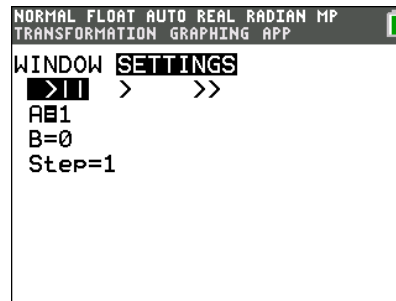 NORMAL FLOAT AUTO REAL RADIAN MP
TRANSFORMATION GRAPHING APP
WINDOW SETTINGS
>|| > >>
A=1
B=0
Step=1